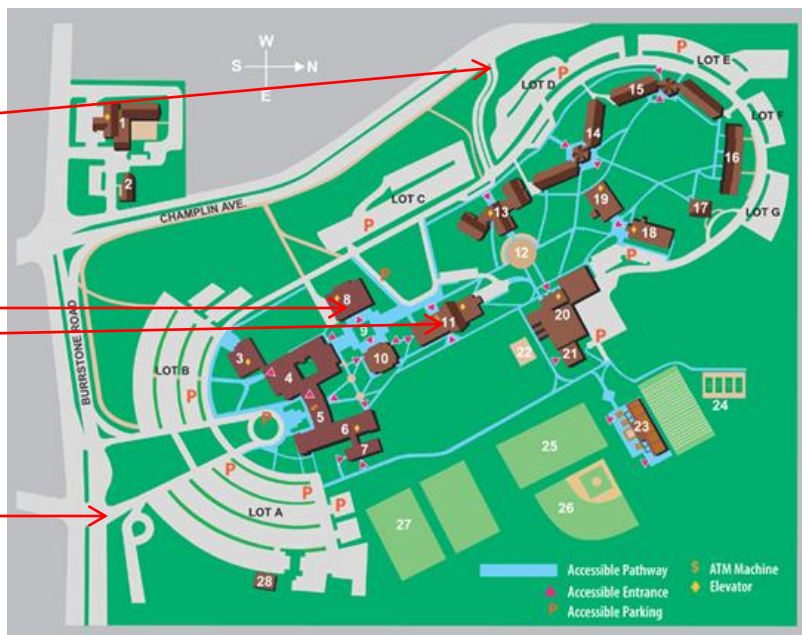 W
S N
E
LOT E
LOT D
P
P
1
15
LOT F
14
16
2
LOT C
19
17
CHAMPLIN AVE.
13
LOT G
18
P
12
P
P
8
11
20
9
BURRSTONE ROAD
3
10
P
LOT B
4
22
21
24
P
P
5
6
23
7
25
P
P
P
LOT A
26
27
28
Accessible Pathway
Accessible Entrance
P Accessible Parking
$ ATM Machine
Elevator